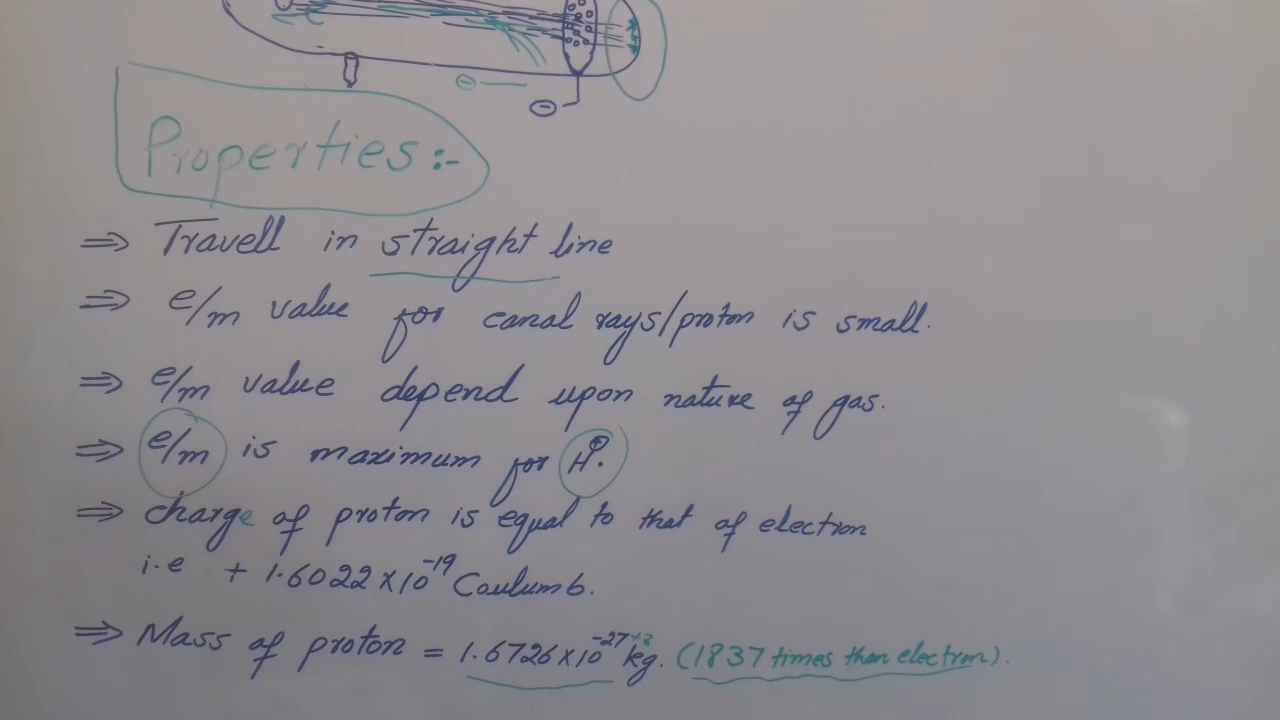 Properties:-
⇒ Travell in straight line
⇒ e/m value for canal rays/proton is small.
⇒ e/m value depend upon nature of gas.
⇒ e/m is maximum for H⊕.
⇒ charge of proton is equal to that of electron
i.e + 1.6022 x 10⁻¹⁹ Coulumb.
⇒ Mass of proton = 1.6726 x 10⁻²⁷ kg. (1837 times than electron).